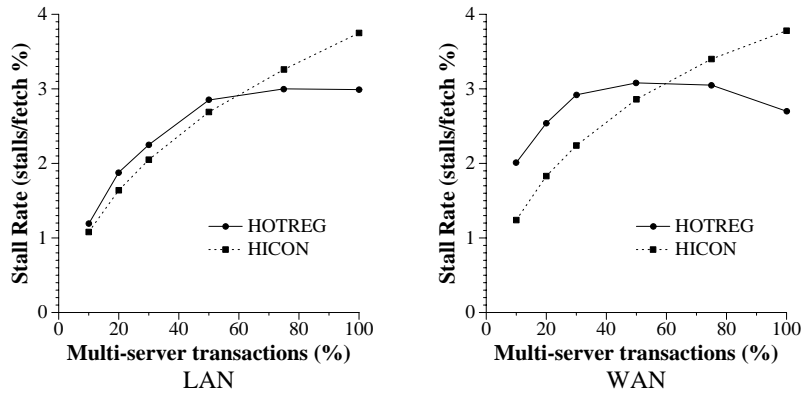 4
3
2
1
0
Stall Rate (stalls/fetch %)
HOTREG
HICON
0 20 40 60 80 100
Multi-server transactions (%)
LAN
4
3
2
1
0
Stall Rate (stalls/fetch %)
HOTREG
HICON
0 20 40 60 80 100
Multi-server transactions (%)
WAN